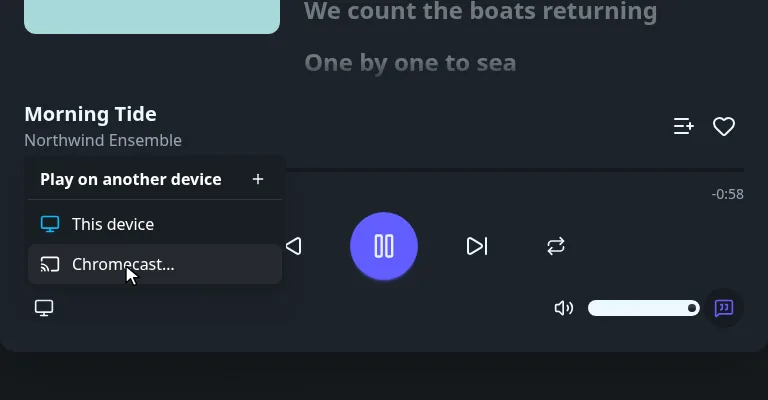 We count the boats returning
One by one to sea
Morning Tide
Northwind Ensemble
Play on another device
-0:58
This device
Chromecast...